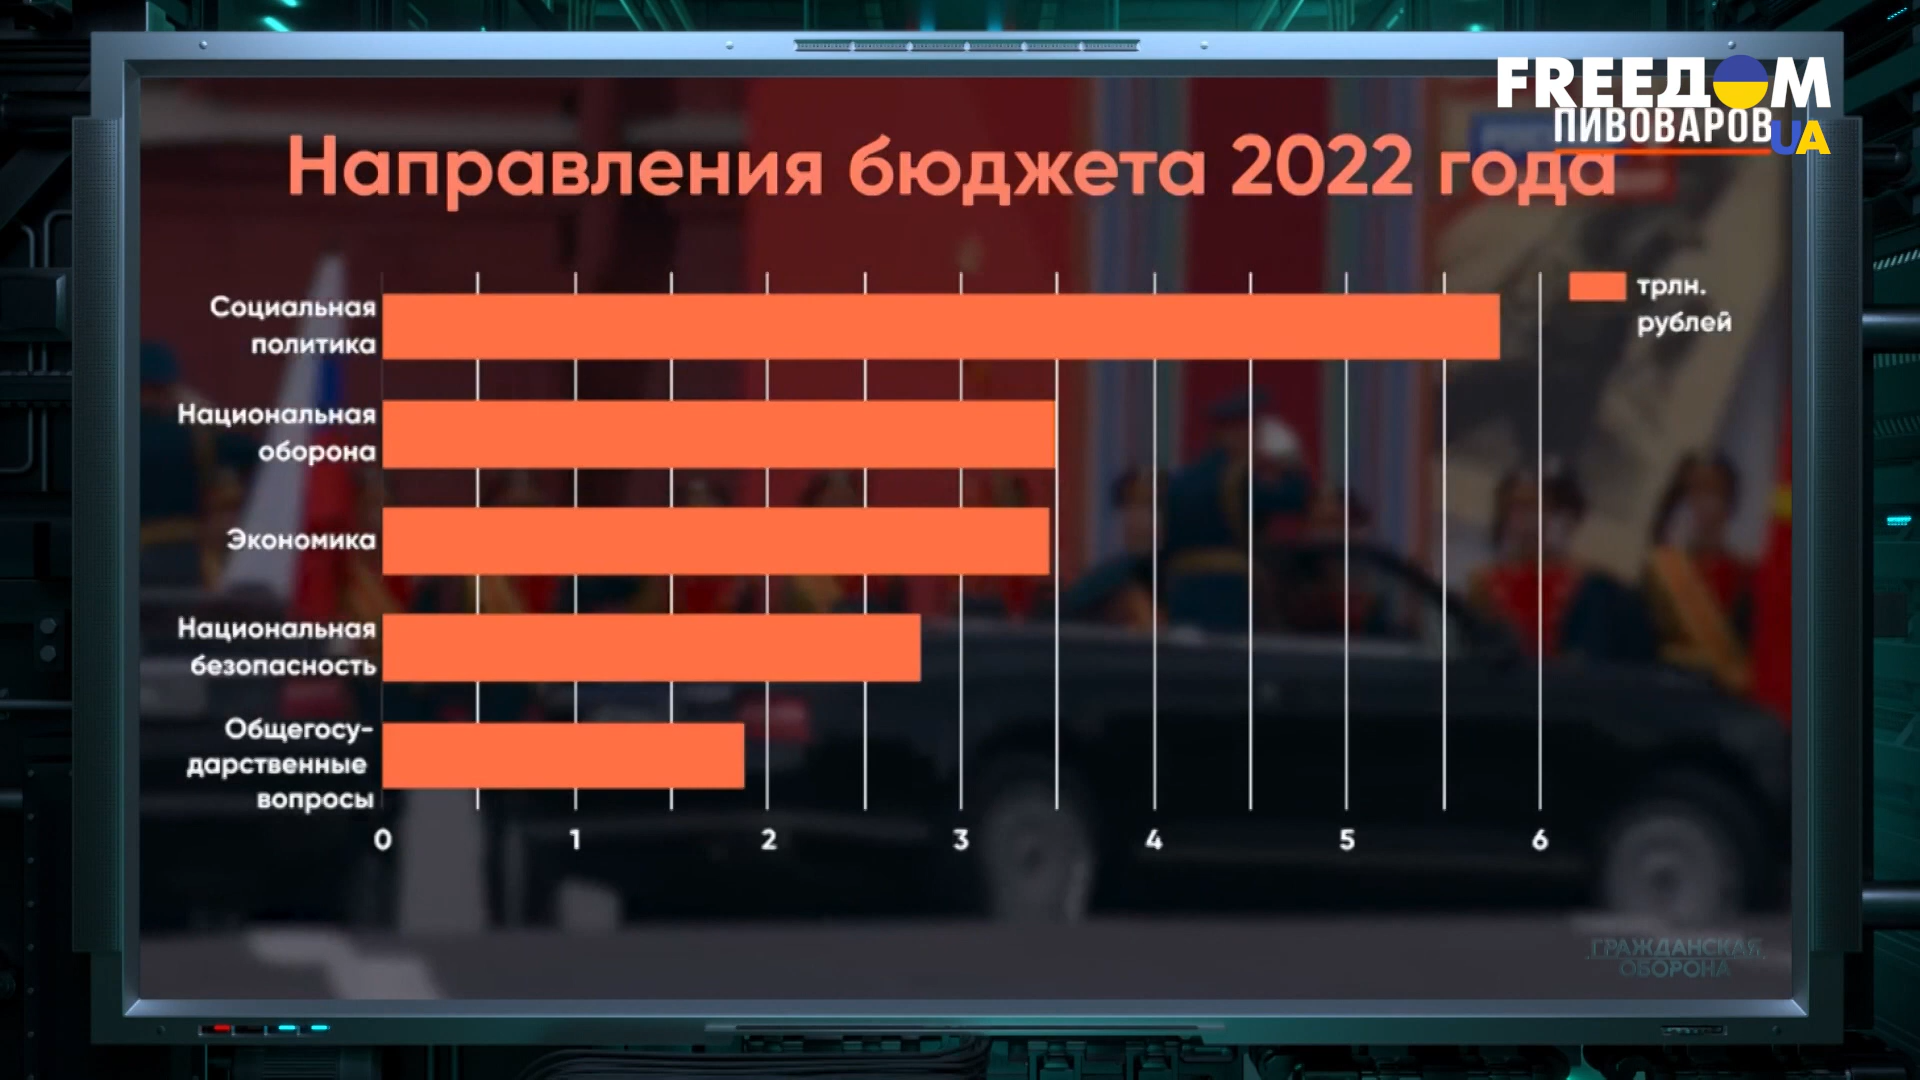 FREEДОМ
ПИВОВАРОВ UA
Направления бюджета 2022 года
трлн.
рублей
Социальная
политика
Национальная
оборона
Экономика
Национальная
безопасность
Общегосу-
дарственные
вопросы
0 1 2 3 4 5 6
ГРАЖДАНСКАЯ
ОБОРОНА